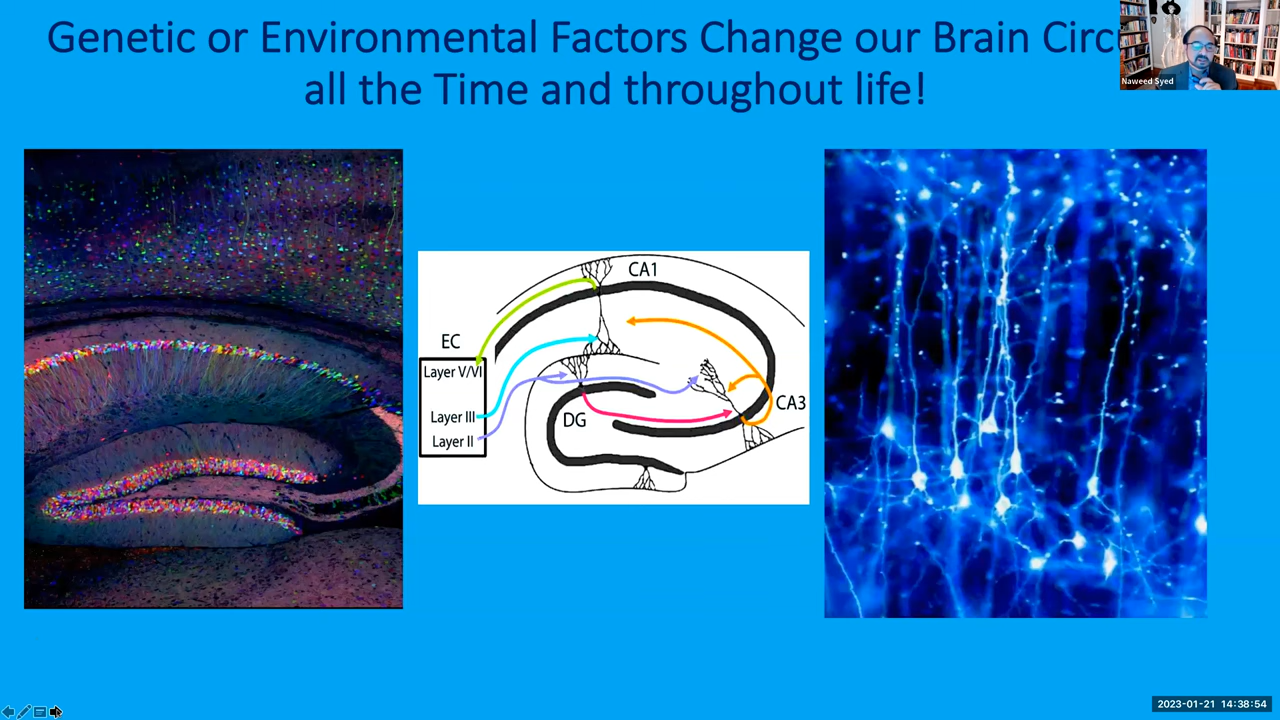 Genetic or Environmental Factors Change our Brain
all the Time and throughout life!
Naweed Syed
CA1
EC
Layer V/VI
Layer III
Layer II
DG
CA3
2023-01-21 14:38:54